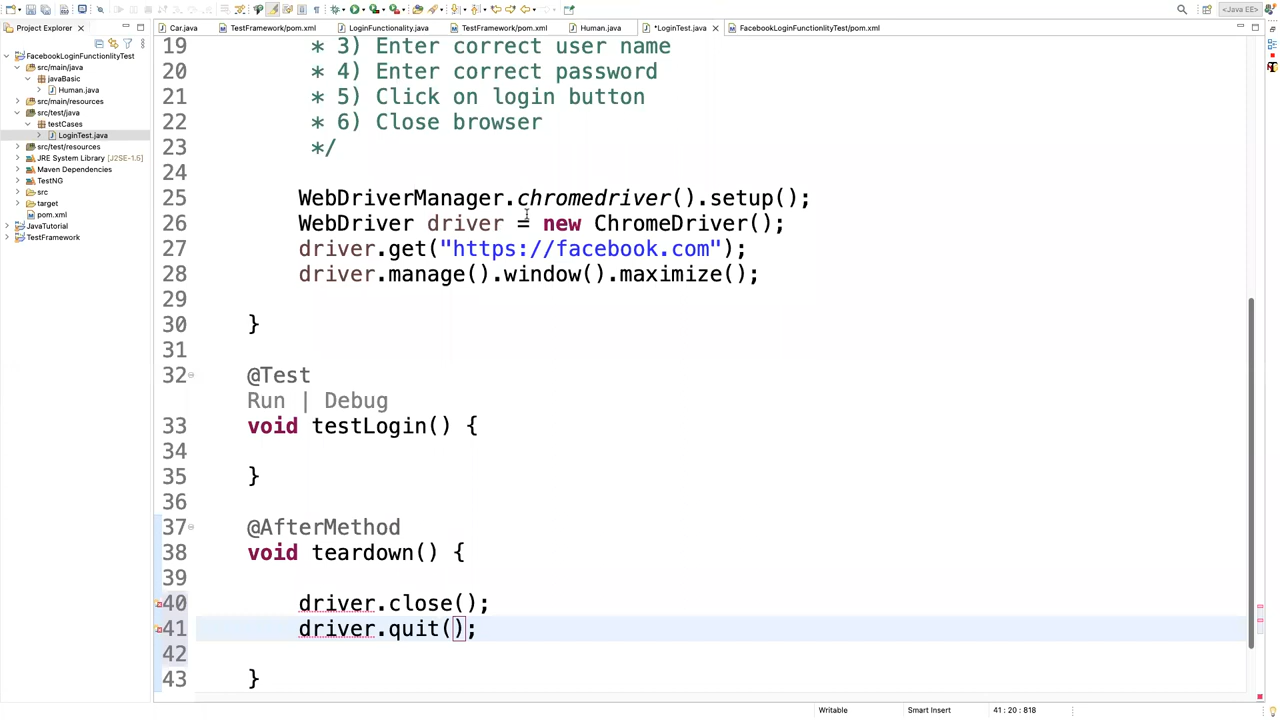 <Java EE>
Project Explorer
Car.java
TestFramework/pom.xml
LoginFunctionality.java
TestFramework/pom.xml
Human.java
*LoginTest.java
FacebookLoginFunctionlityTest/pom.xml
FacebookLoginFunctionlityTest
src/main/java
javaBasic
Human.java
src/main/resources
src/test/java
testCases
LoginTest.java
src/test/resources
JRE System Library [J2SE-1.5]
Maven Dependencies
TestNG
src
target
pom.xml
JavaTutorial
TestFramework
19 * 3) Enter correct user name
20 * 4) Enter correct password
21 * 5) Click on login button
22 * 6) Close browser
23 */
24
25 WebDriverManager.chromedriver().setup();
26 WebDriver driver = new ChromeDriver();
27 driver.get("https://facebook.com");
28 driver.manage().window().maximize();
29
30 }
31
32 @Test
Run | Debug
33 void testLogin() {
34
35 }
36
37 @AfterMethod
38 void teardown() {
39
40 driver.close();
41 driver.quit();
42
43 }
Writable
Smart Insert
41 : 20 : 818